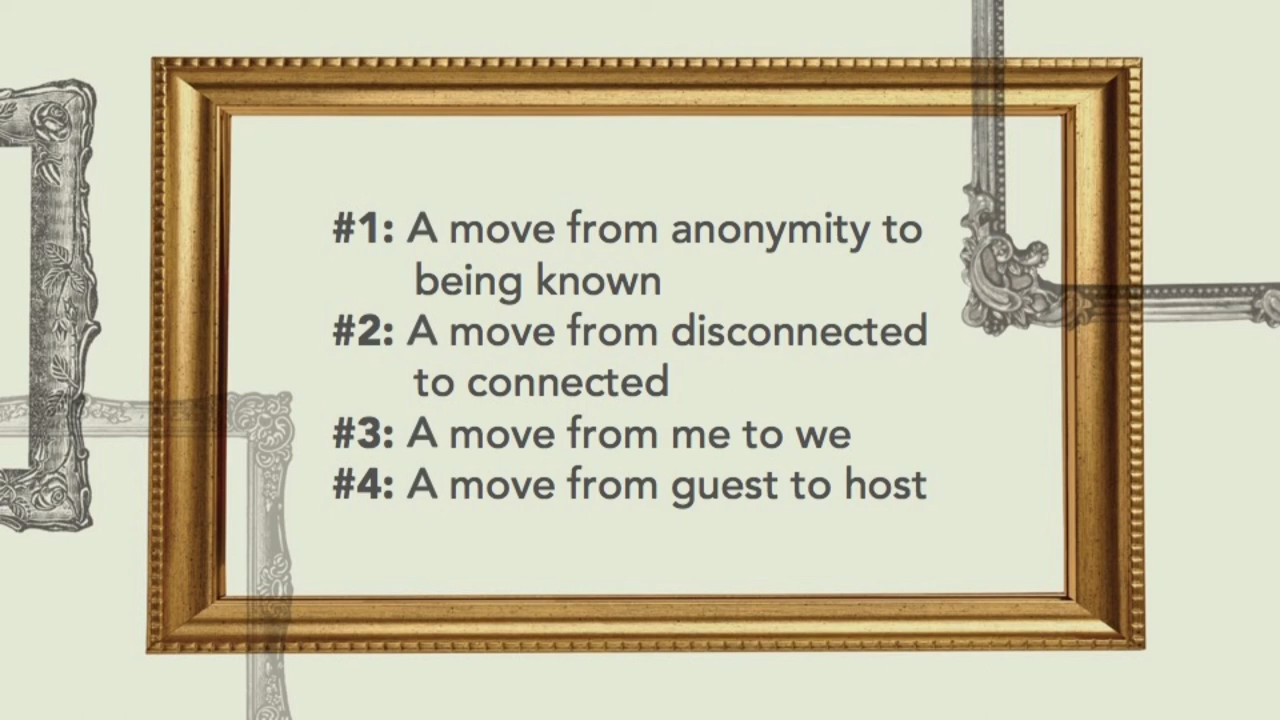 #1: A move from anonymity to
being known
#2: A move from disconnected
to connected
#3: A move from me to we
#4: A move from guest to host